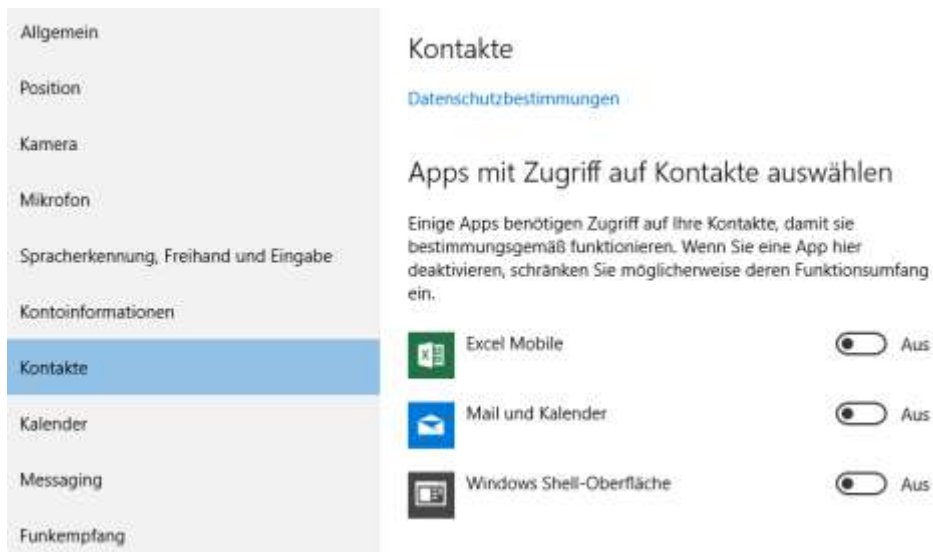 Allgemein
Position
Kamera
Mikrofon
Spracherkennung, Freihand und Eingabe
Kontoinformationen
Kontakte
Kalender
Messaging
Funkempfang
Kontakte
Datenschutzbestimmungen
Apps mit Zugriff auf Kontakte auswählen
Einige Apps benötigen Zugriff auf Ihre Kontakte, damit sie
bestimmungsgemäß funktionieren. Wenn Sie eine App hier
deaktivieren, schränken Sie möglicherweise deren Funktionsumfang
ein.
Excel Mobile Aus
Mail und Kalender Aus
Windows Shell-Oberfläche Aus